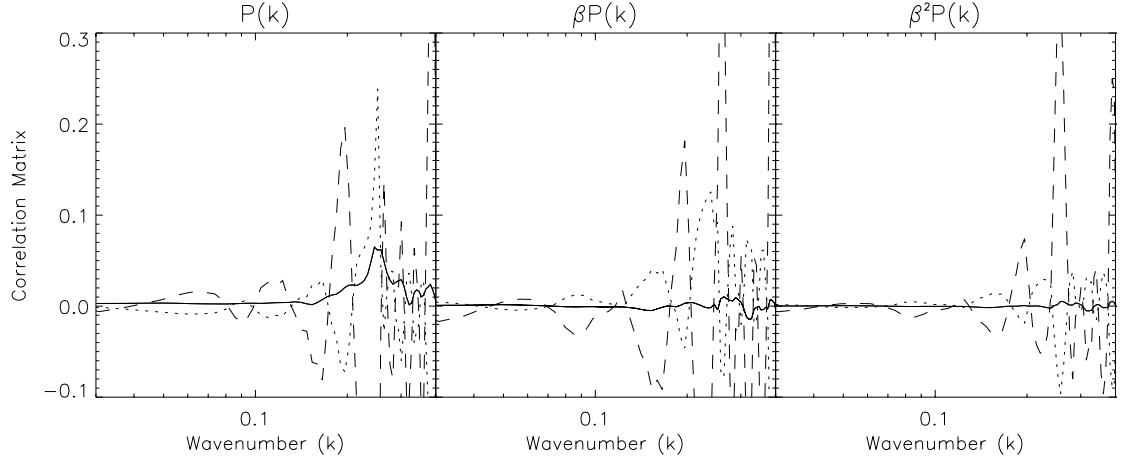 P(k)
βP(k)
β²P(k)
Correlation Matrix
0.3
0.2
0.1
0.0
−0.1
0.1
0.1
0.1
Wavenumber (k)
Wavenumber (k)
Wavenumber (k)